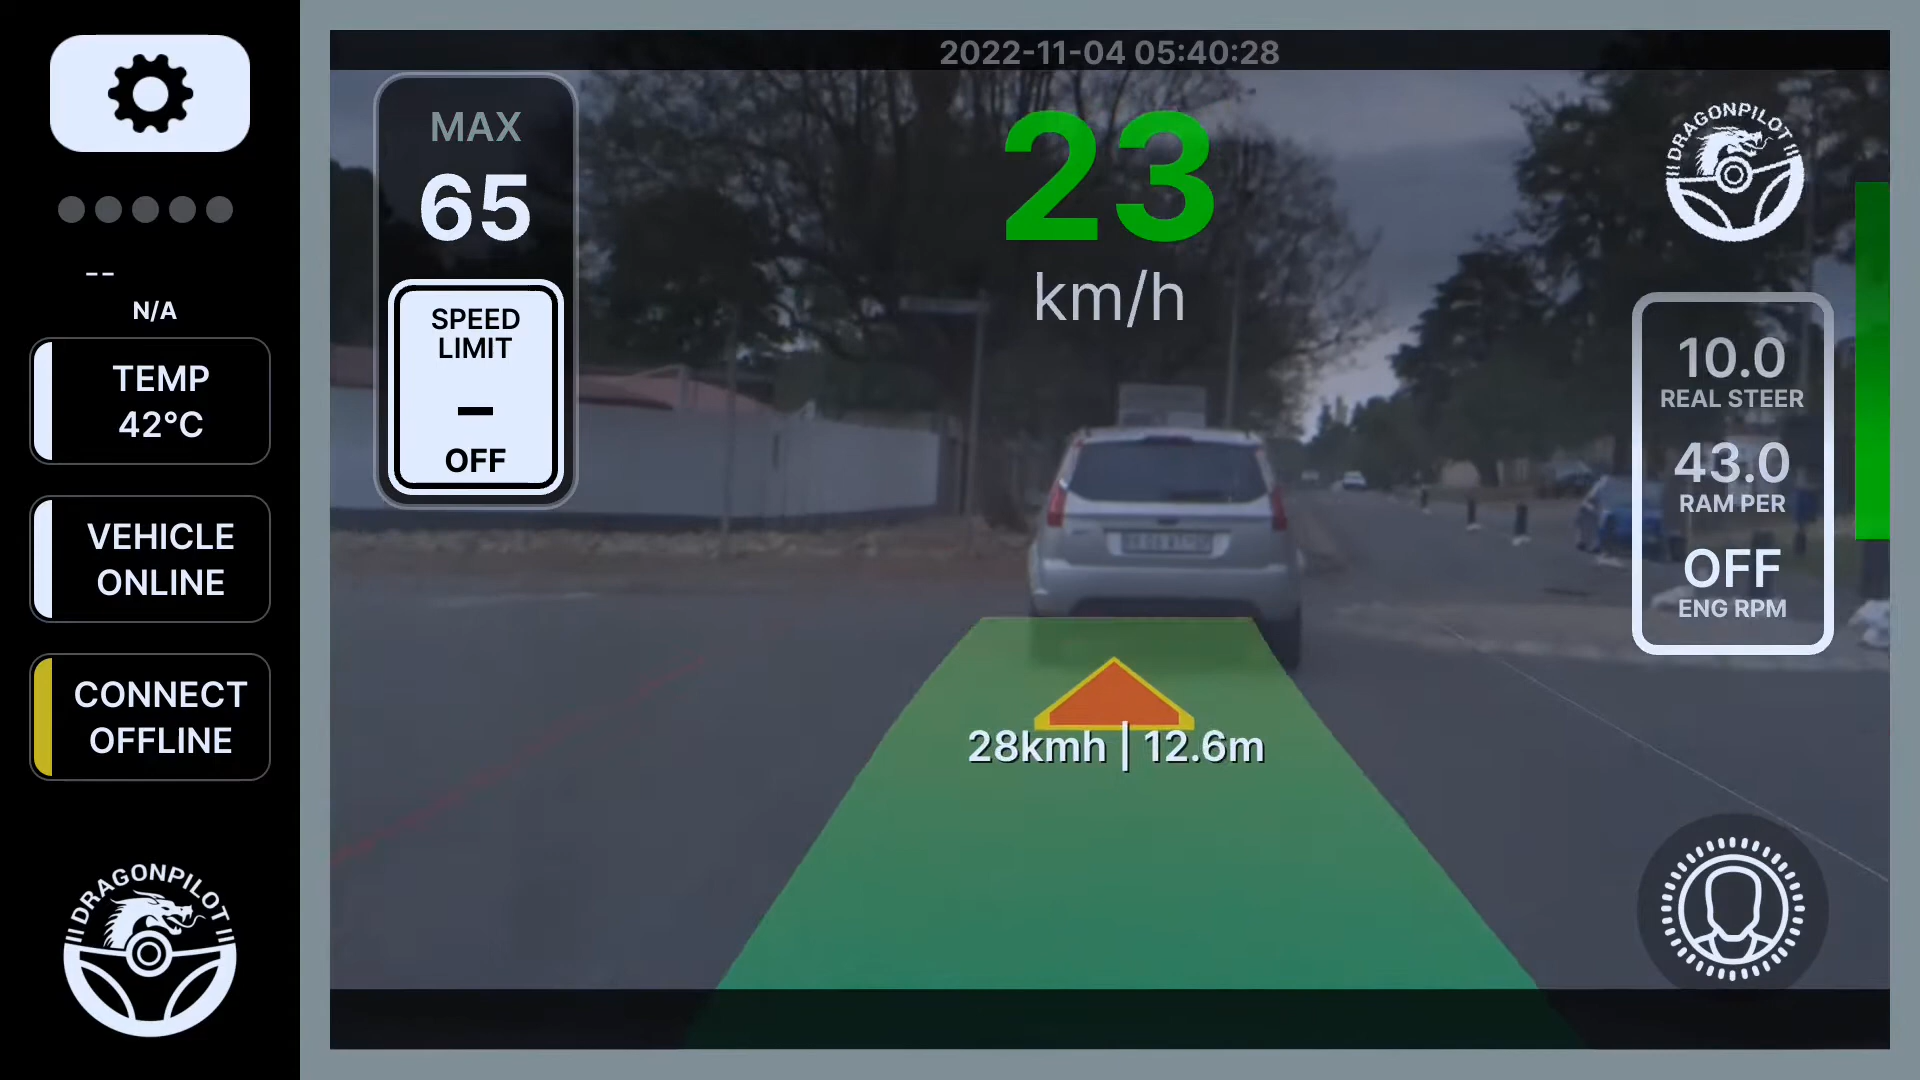 2022-11-04 05:40:28
MAX
65
SPEED
LIMIT
–
OFF
23
km/h
DRAGONPILOT
10.0
REAL STEER
43.0
RAM PER
OFF
ENG RPM
--
N/A
TEMP
42°C
VEHICLE
ONLINE
CONNECT
OFFLINE
28kmh | 12.6m
DRAGONPILOT